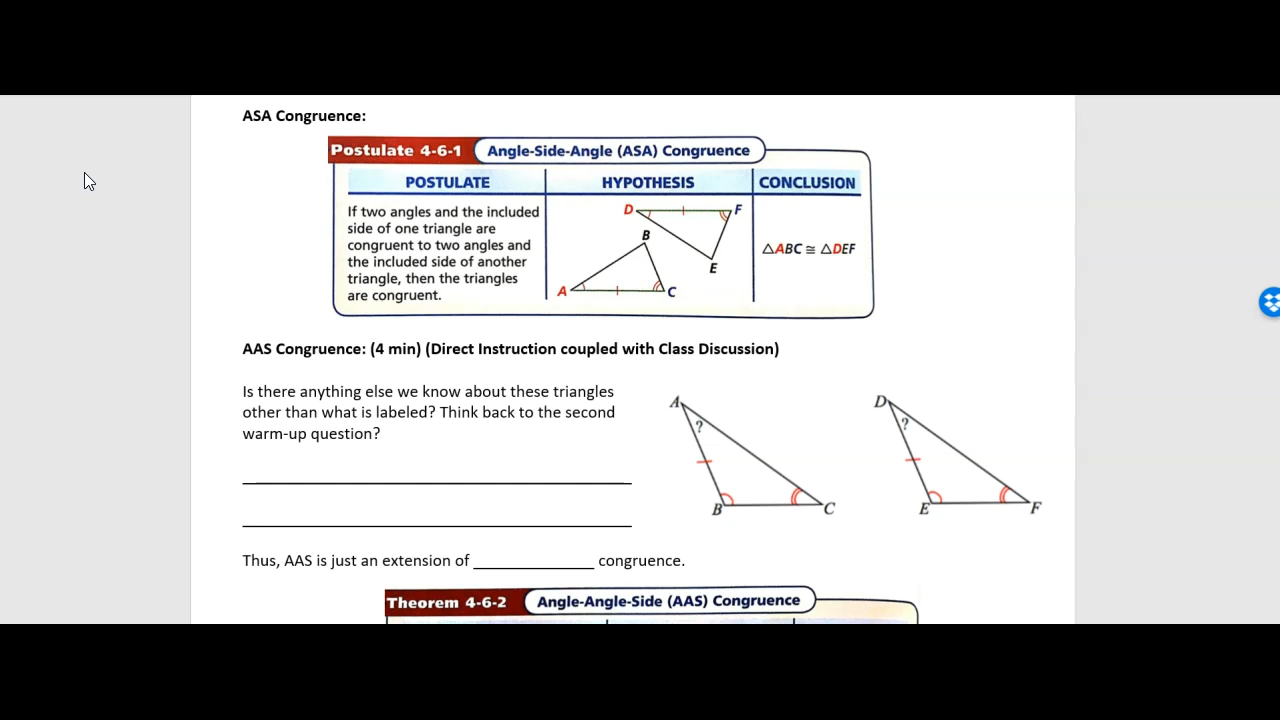 ASA Congruence:
Postulate 4-6-1 Angle-Side-Angle (ASA) Congruence
POSTULATE HYPOTHESIS CONCLUSION
If two angles and the included
side of one triangle are
congruent to two angles and
the included side of another
triangle, then the triangles
are congruent.
D F
B
E
A C
△ABC ≅ △DEF
AAS Congruence: (4 min) (Direct Instruction coupled with Class Discussion)
Is there anything else we know about these triangles
other than what is labeled? Think back to the second
warm-up question?
A D
? ?
B C E F
Thus, AAS is just an extension of ______________ congruence.
Theorem 4-6-2 Angle-Angle-Side (AAS) Congruence